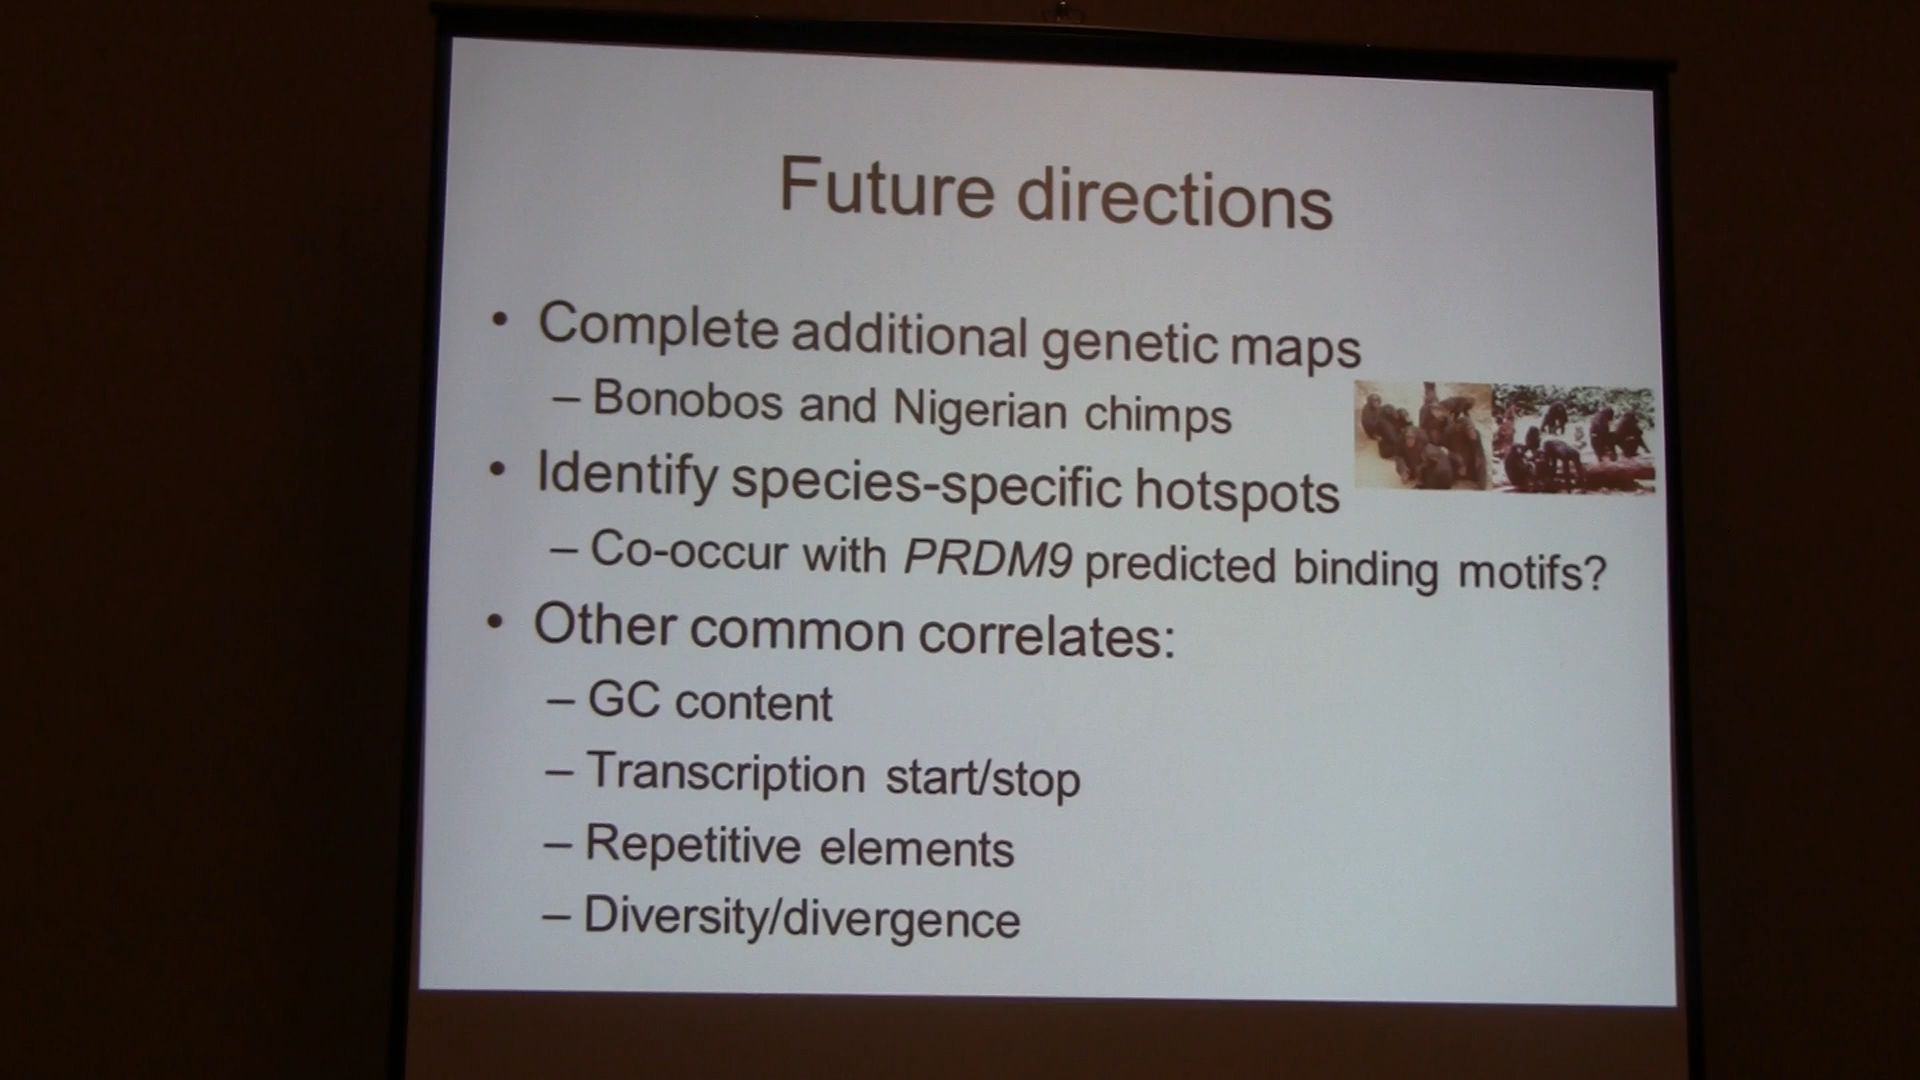 Future directions
• Complete additional genetic maps
– Bonobos and Nigerian chimps
• Identify species-specific hotspots
– Co-occur with PRDM9 predicted binding motifs?
• Other common correlates:
– GC content
– Transcription start/stop
– Repetitive elements
– Diversity/divergence